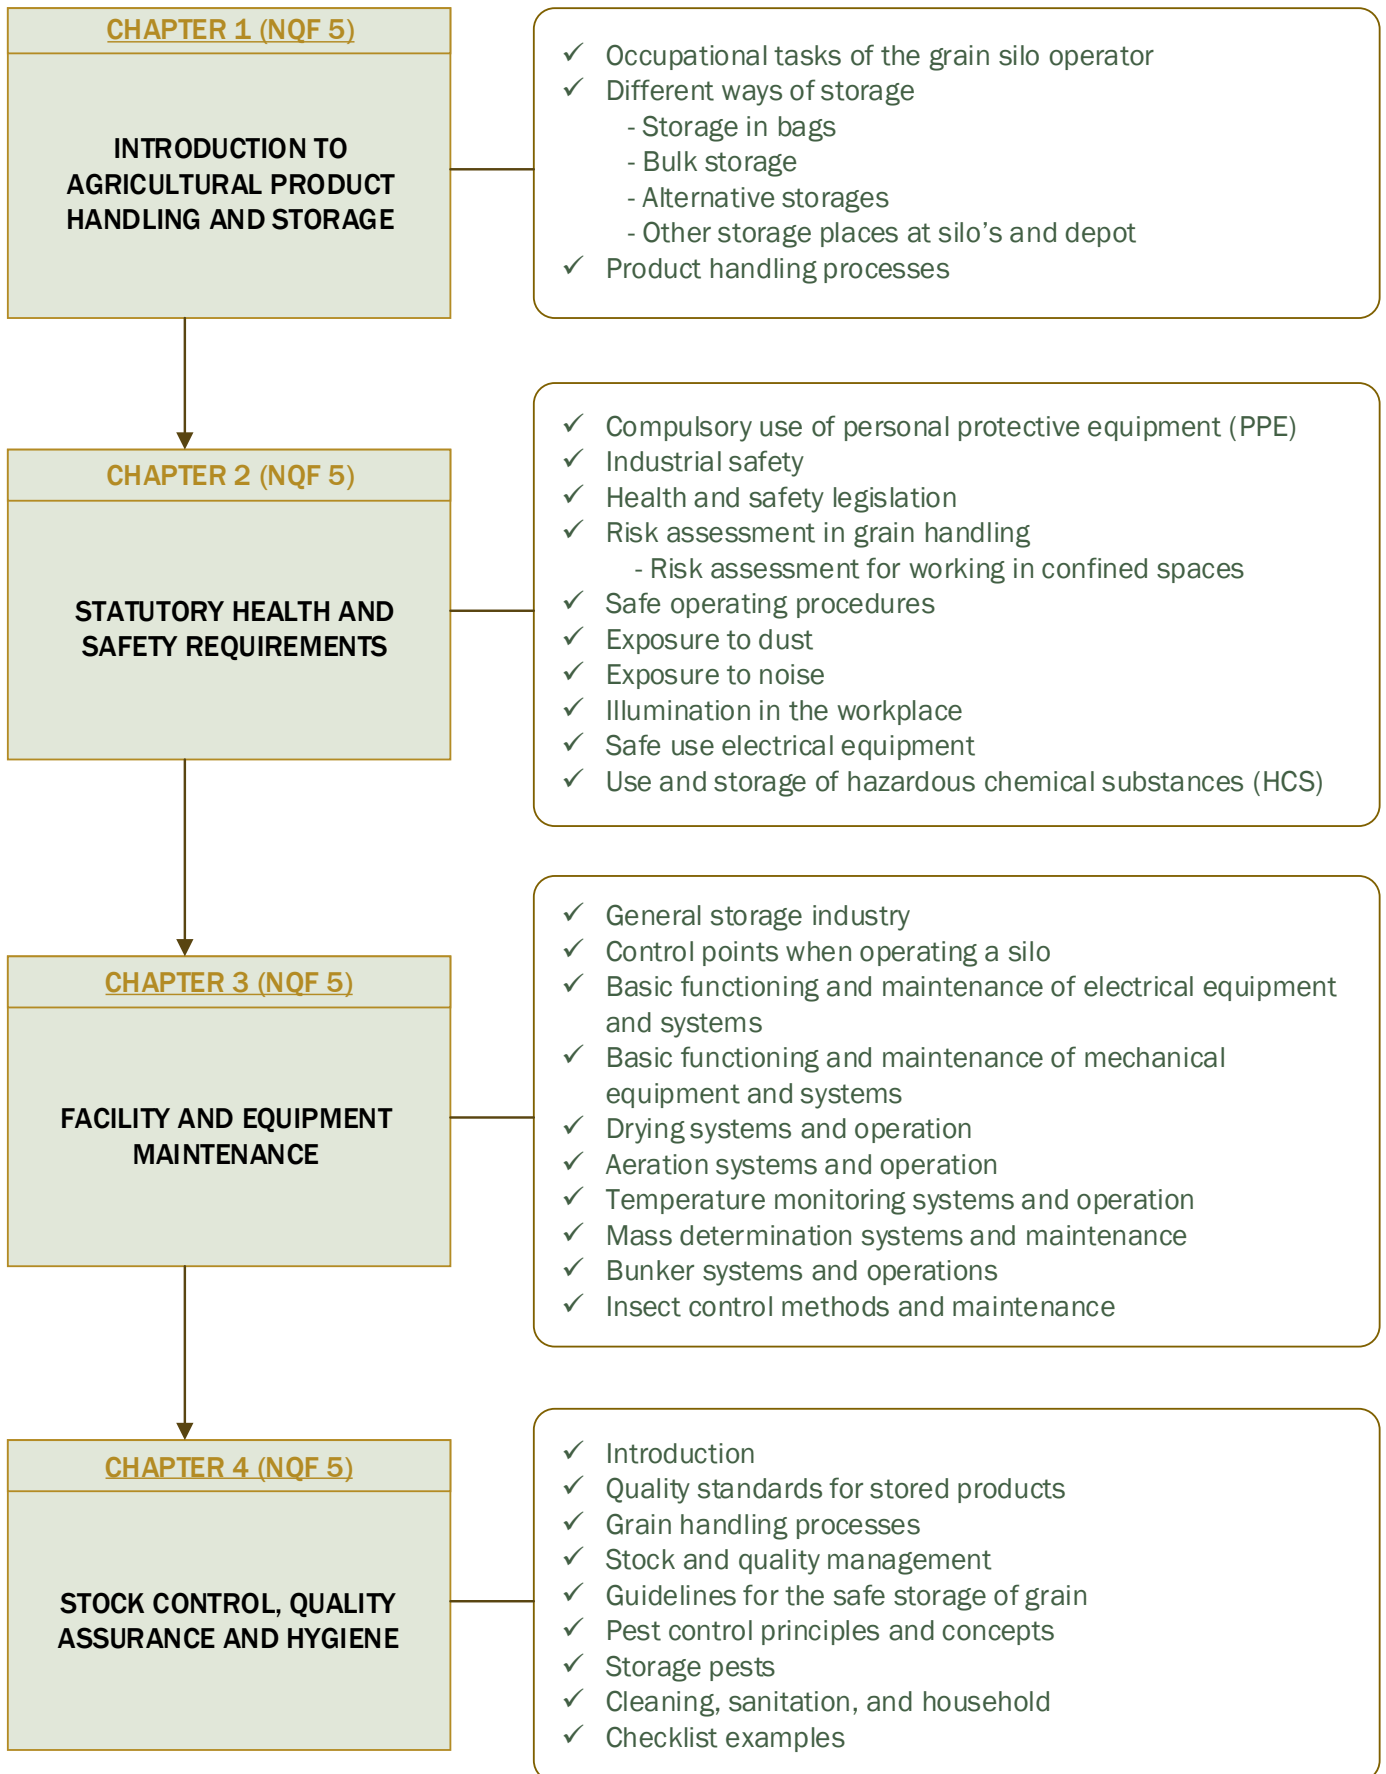 CHAPTER 1 (NQF 5)
INTRODUCTION TO
AGRICULTURAL PRODUCT
HANDLING AND STORAGE
✓ Occupational tasks of the grain silo operator
✓ Different ways of storage
- Storage in bags
- Bulk storage
- Alternative storages
- Other storage places at silo’s and depot
✓ Product handling processes
CHAPTER 2 (NQF 5)
STATUTORY HEALTH AND
SAFETY REQUIREMENTS
✓ Compulsory use of personal protective equipment (PPE)
✓ Industrial safety
✓ Health and safety legislation
✓ Risk assessment in grain handling
- Risk assessment for working in confined spaces
✓ Safe operating procedures
✓ Exposure to dust
✓ Exposure to noise
✓ Illumination in the workplace
✓ Safe use electrical equipment
✓ Use and storage of hazardous chemical substances (HCS)
CHAPTER 3 (NQF 5)
FACILITY AND EQUIPMENT
MAINTENANCE
✓ General storage industry
✓ Control points when operating a silo
✓ Basic functioning and maintenance of electrical equipment
and systems
✓ Basic functioning and maintenance of mechanical
equipment and systems
✓ Drying systems and operation
✓ Aeration systems and operation
✓ Temperature monitoring systems and operation
✓ Mass determination systems and maintenance
✓ Bunker systems and operations
✓ Insect control methods and maintenance
CHAPTER 4 (NQF 5)
STOCK CONTROL, QUALITY
ASSURANCE AND HYGIENE
✓ Introduction
✓ Quality standards for stored products
✓ Grain handling processes
✓ Stock and quality management
✓ Guidelines for the safe storage of grain
✓ Pest control principles and concepts
✓ Storage pests
✓ Cleaning, sanitation, and household
✓ Checklist examples